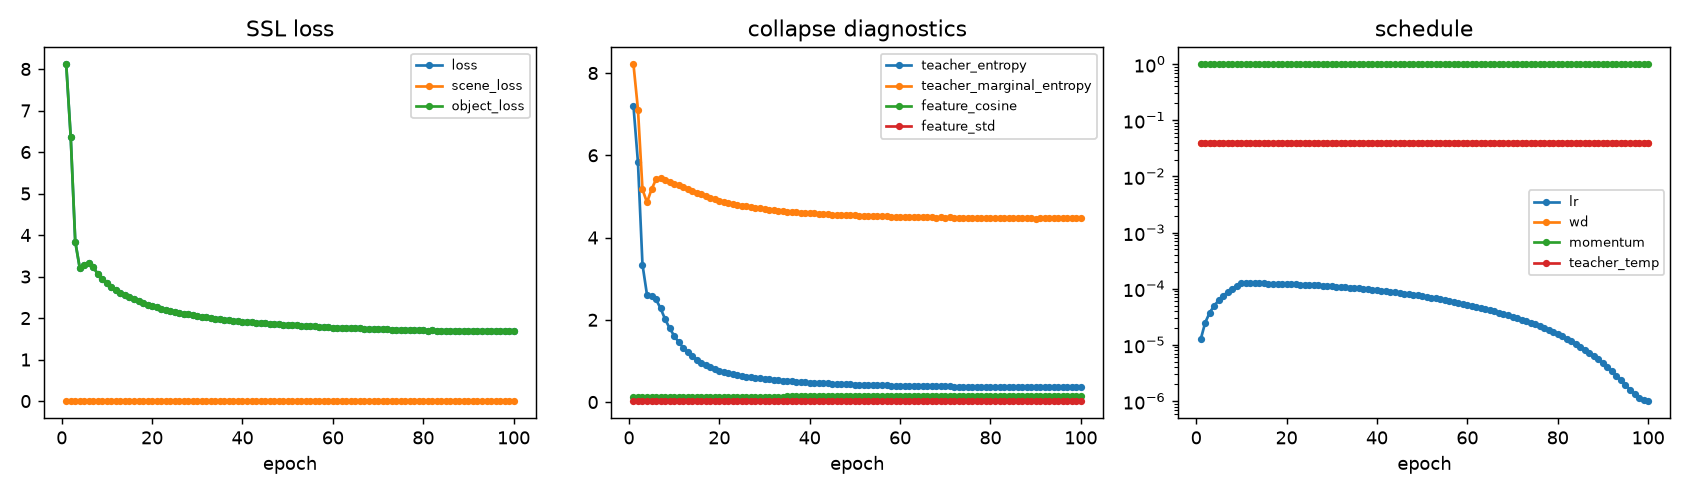 SSL loss
8
7
6
5
4
3
2
1
0
loss
scene_loss
object_loss
0
20
40
60
80
100
epoch
collapse diagnostics
8
6
4
2
0
teacher_entropy
teacher_marginal_entropy
feature_cosine
feature_std
0
20
40
60
80
100
epoch
schedule
10⁰
10⁻¹
10⁻²
10⁻³
10⁻⁴
10⁻⁵
10⁻⁶
lr
wd
momentum
teacher_temp
0
20
40
60
80
100
epoch